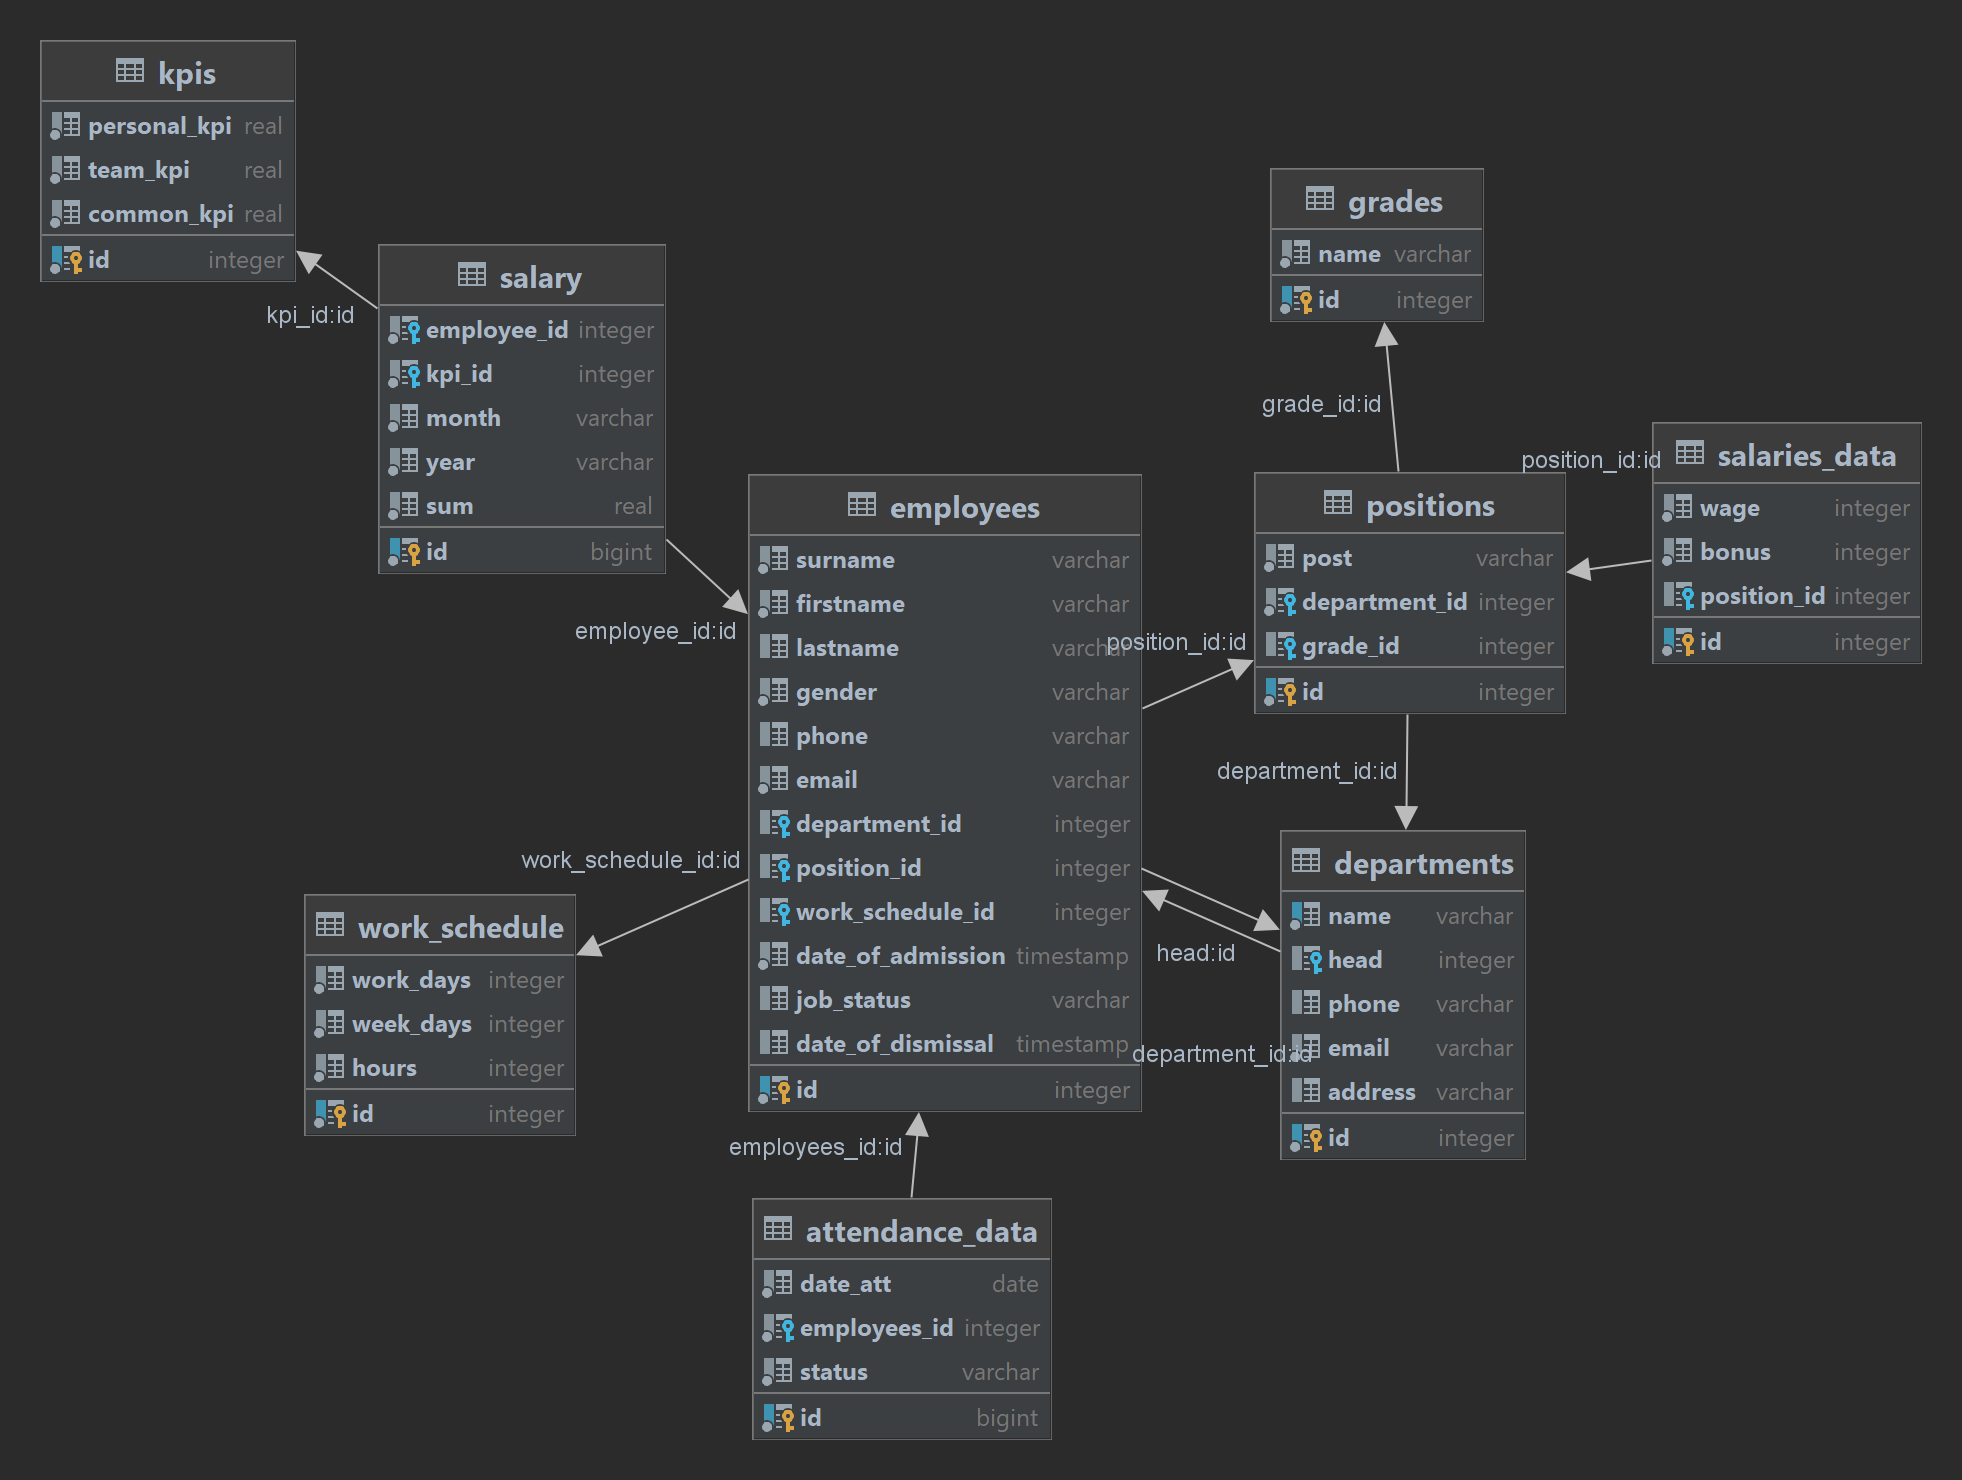 kpis
personal_kpi real
team_kpi real
common_kpi real
id integer
kpi_id:id
salary
employee_id integer
kpi_id integer
month varchar
year varchar
sum real
id bigint
employee_id:id
grades
name varchar
id integer
grade_id:id
position_id:id
salaries_data
wage integer
bonus integer
position_id integer
id integer
positions
post varchar
department_id integer
grade_id integer
id integer
position_id:id
department_id:id
employees
surname varchar
firstname varchar
lastname varchar
gender varchar
phone varchar
email varchar
department_id integer
position_id integer
work_schedule_id integer
date_of_admission timestamp
job_status varchar
date_of_dismissal timestamp
id integer
work_schedule_id:id
work_schedule
work_days integer
week_days integer
hours integer
id integer
departments
name varchar
head integer
phone varchar
email varchar
address varchar
id integer
head:id
department_id:id
employees_id:id
attendance_data
date_att date
employees_id integer
status varchar
id bigint